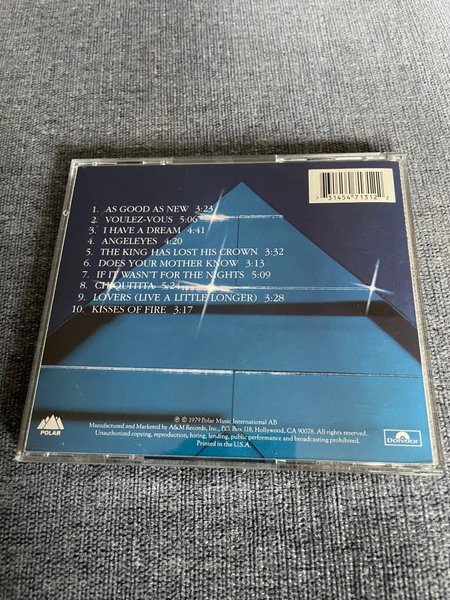 1. AS GOOD AS NEW 3:23
2. VOULEZ-VOUS 5:06
3. I HAVE A DREAM 4:41
4. ANGELEYES 4:20
5. THE KING HAS LOST HIS CROWN 3:32
6. DOES YOUR MOTHER KNOW 3:13
7. IF IT WASN'T FOR THE NIGHTS 5:09
8. CHIQUITITA 5:24
9. LOVERS (LIVE A LITTLE LONGER) 3:28
10. KISSES OF FIRE 3:17
7 31454 71312 2
POLAR
℗ © 1979 Polar Music International AB
Manufactured and Marketed by A&M Records, Inc., P.O. Box 118, Hollywood, CA 90078. All rights reserved.
Unauthorized copying, reproduction, hiring, lending, public performance and broadcasting prohibited.
Printed in the U.S.A.
Polydor